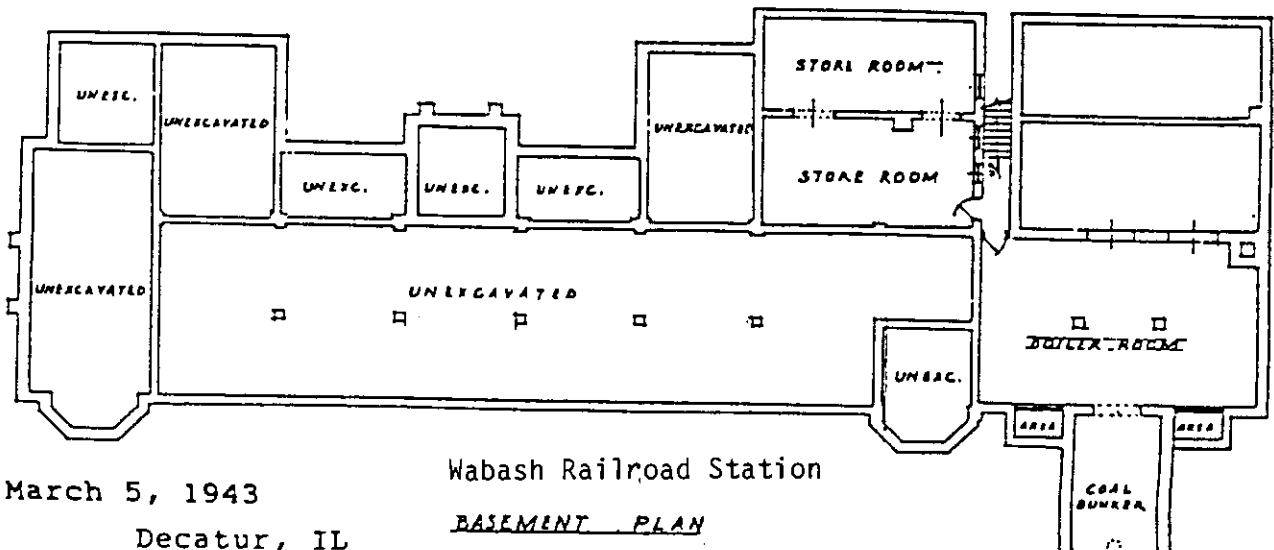 STORE ROOM
UNEXC.
UNEXCAVATED
UNEXCAVATED
STORE ROOM
UNEXC.
UNEXC.
UNEXC.
UNEXCAVATED
UNEXCAVATED
BOILER ROOM
UNEXC.
AREA
AREA
COAL
BUNKER
Wabash Railroad Station
March 5, 1943
BASEMENT PLAN
Decatur, IL